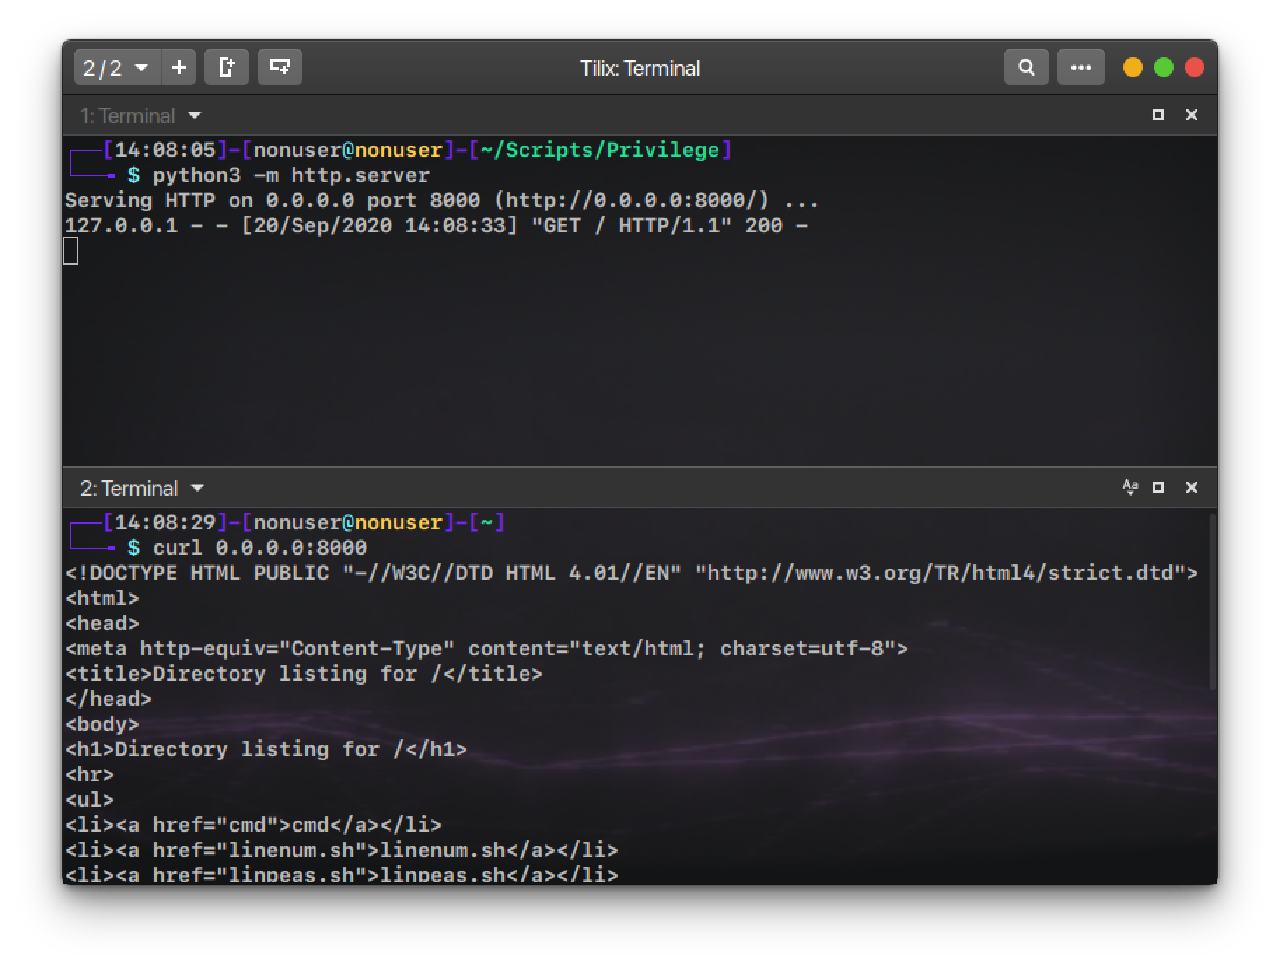 2 / 2
Tilix: Terminal
1: Terminal
[14:08:05]-[nonuser@nonuser]-[~/Scripts/Privilege]
$ python3 -m http.server
Serving HTTP on 0.0.0.0 port 8000 (http://0.0.0.0:8000/) ...
127.0.0.1 - - [20/Sep/2020 14:08:33] "GET / HTTP/1.1" 200 -
2: Terminal
Aa
[14:08:29]-[nonuser@nonuser]-[~]
$ curl 0.0.0.0:8000
<!DOCTYPE HTML PUBLIC "-//W3C//DTD HTML 4.01//EN" "http://www.w3.org/TR/html4/strict.dtd">
<html>
<head>
<meta http-equiv="Content-Type" content="text/html; charset=utf-8">
<title>Directory listing for /</title>
</head>
<body>
<h1>Directory listing for /</h1>
<hr>
<ul>
<li><a href="cmd">cmd</a></li>
<li><a href="linenum.sh">linenum.sh</a></li>
<li><a href="linpeas.sh">linpeas.sh</a></li>